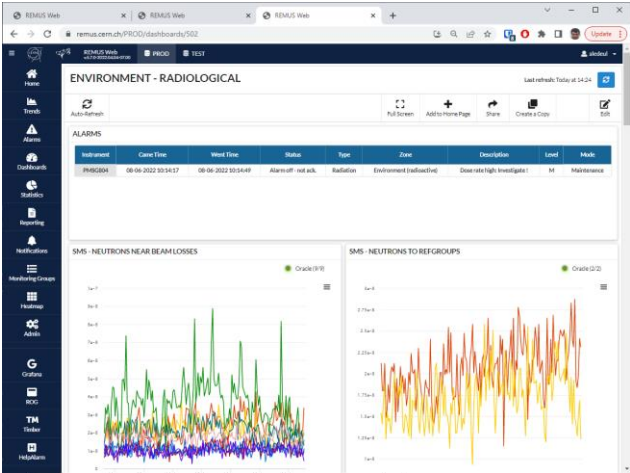 REMUS Web
REMUS Web
REMUS Web
remus.cern.ch/PROD/dashboards/502
Update
REMUS Web
PROD
TEST
aledeul
Home
Trends
Alarms
Dashboards
Statistics
Reporting
Notifications
Monitoring Groups
Heatmap
Admin
Grafana
ROG
TM
Timber
HelpAlarm
ENVIRONMENT - RADIOLOGICAL
Last refresh: Today at 14:24
Auto-Refresh
Full Screen
Add to Home Page
Share
Create a Copy
Edit
ALARMS
Instrument Came Time Went Time Status Type Zone Description Level Mode
PMSG804 08-06-2022 10:14:17 08-06-2022 10:14:49 Alarm off - not ack. Radiation Environment (radioactive) Dose rate high: Investigate ! M Maintenance
SMS - NEUTRONS NEAR BEAM LOSSES
Oracle (9/9)
SMS - NEUTRONS TO REFGROUPS
Oracle (2/2)